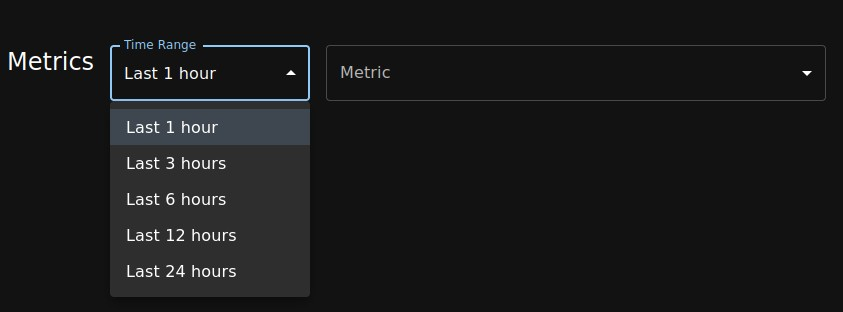 Metrics
Time Range
Last 1 hour
Metric
Last 1 hour
Last 3 hours
Last 6 hours
Last 12 hours
Last 24 hours